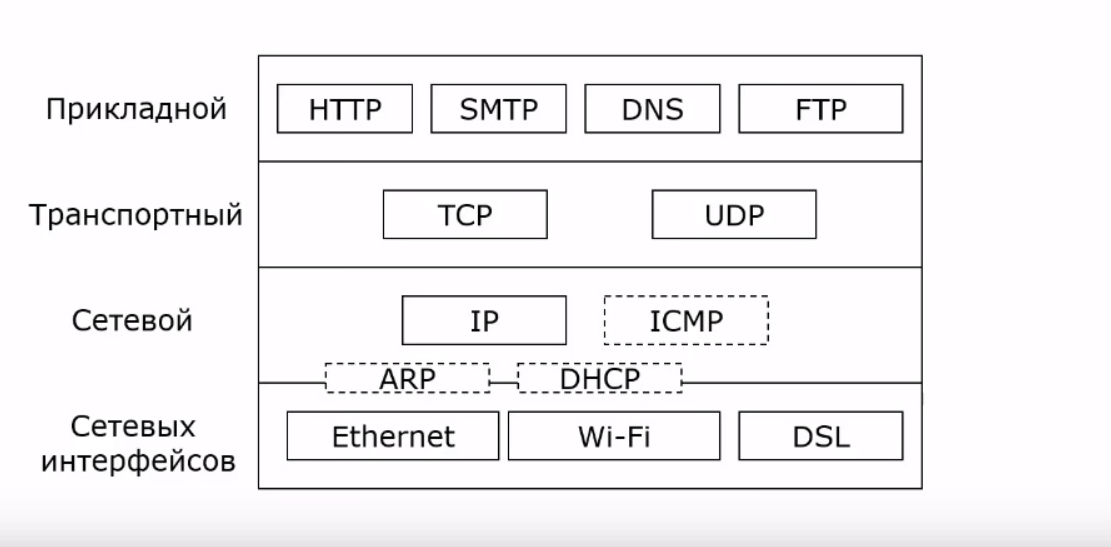 Прикладной
HTTP
SMTP
DNS
FTP
Транспортный
TCP
UDP
Сетевой
IP
ICMP
ARP
DHCP
Сетевых
интерфейсов
Ethernet
Wi-Fi
DSL